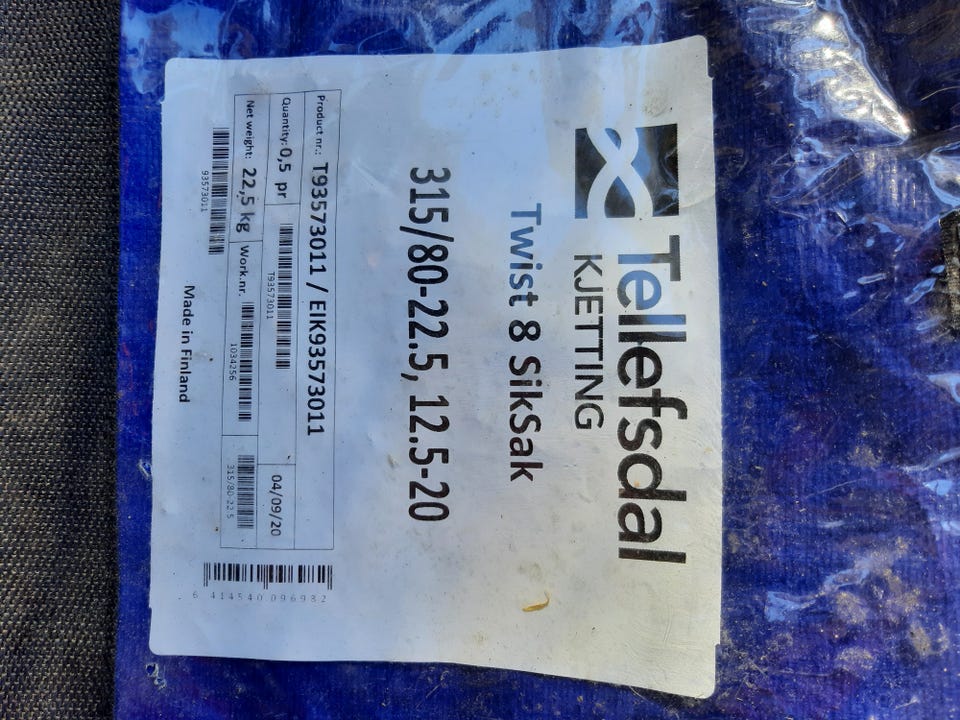 Tellefsdal
KJETTING
Twist 8 SikSak
315/80-22.5, 12.5-20
Product nr.: T93573011 / EIK93573011
Quantity: 0,5 pr
T93573011
04/09/20
Net weight: 22,5 kg
Work.nr.
1034256
315/80-22.5
93573011
Made in Finland
6 414540 096982